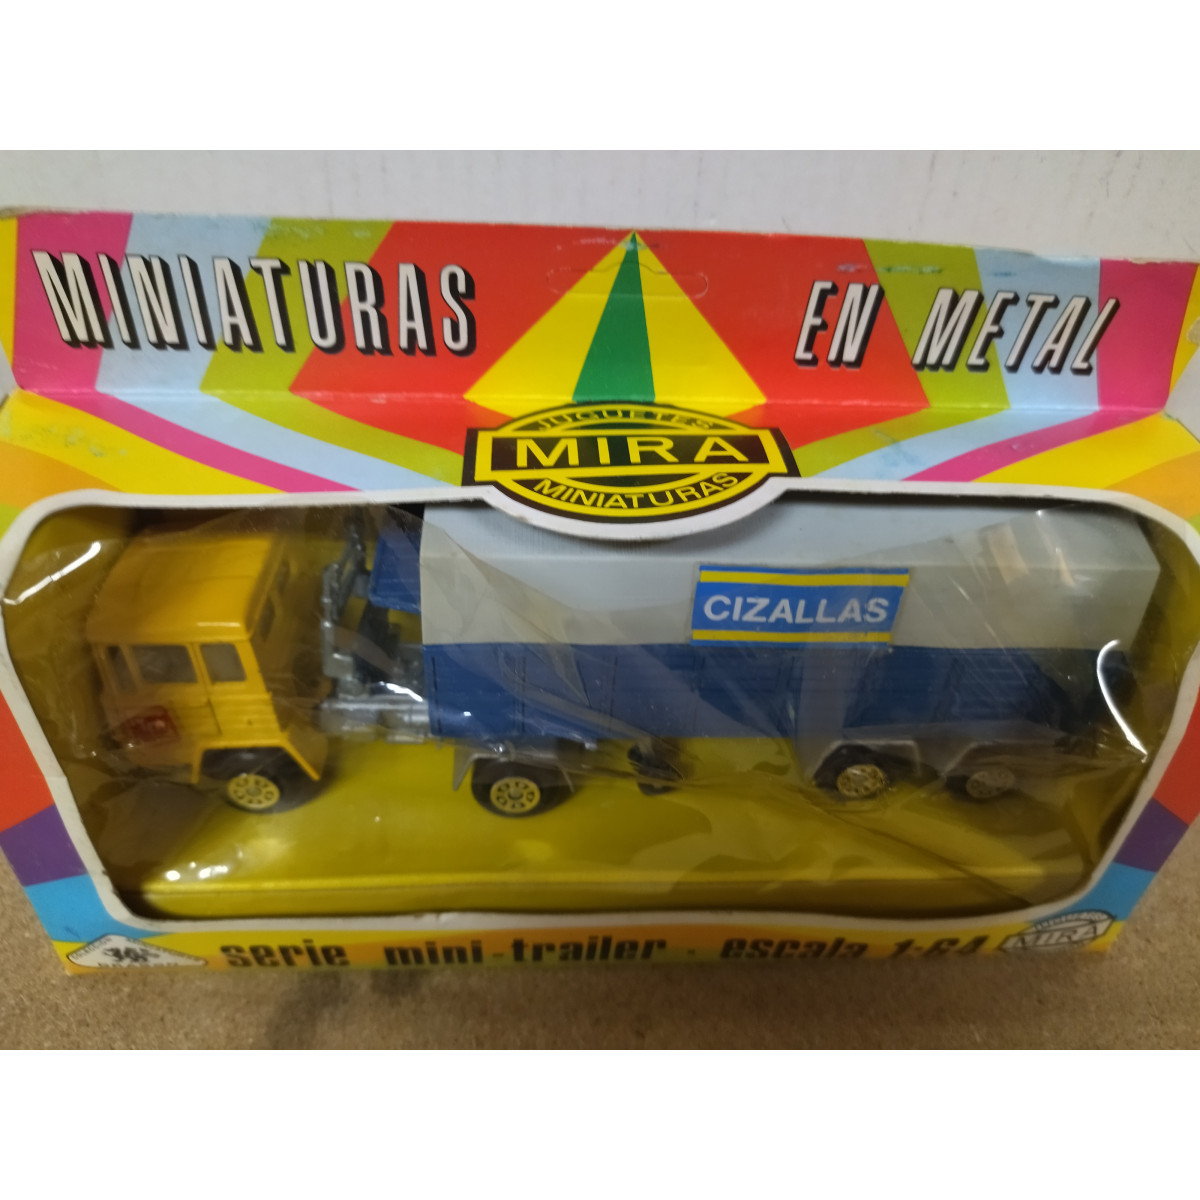 MINIATURAS EN METAL
JUGUETES
MIRA
MINIATURAS
CIZALLAS
serie mini-trailer · escala 1:64
MIRA